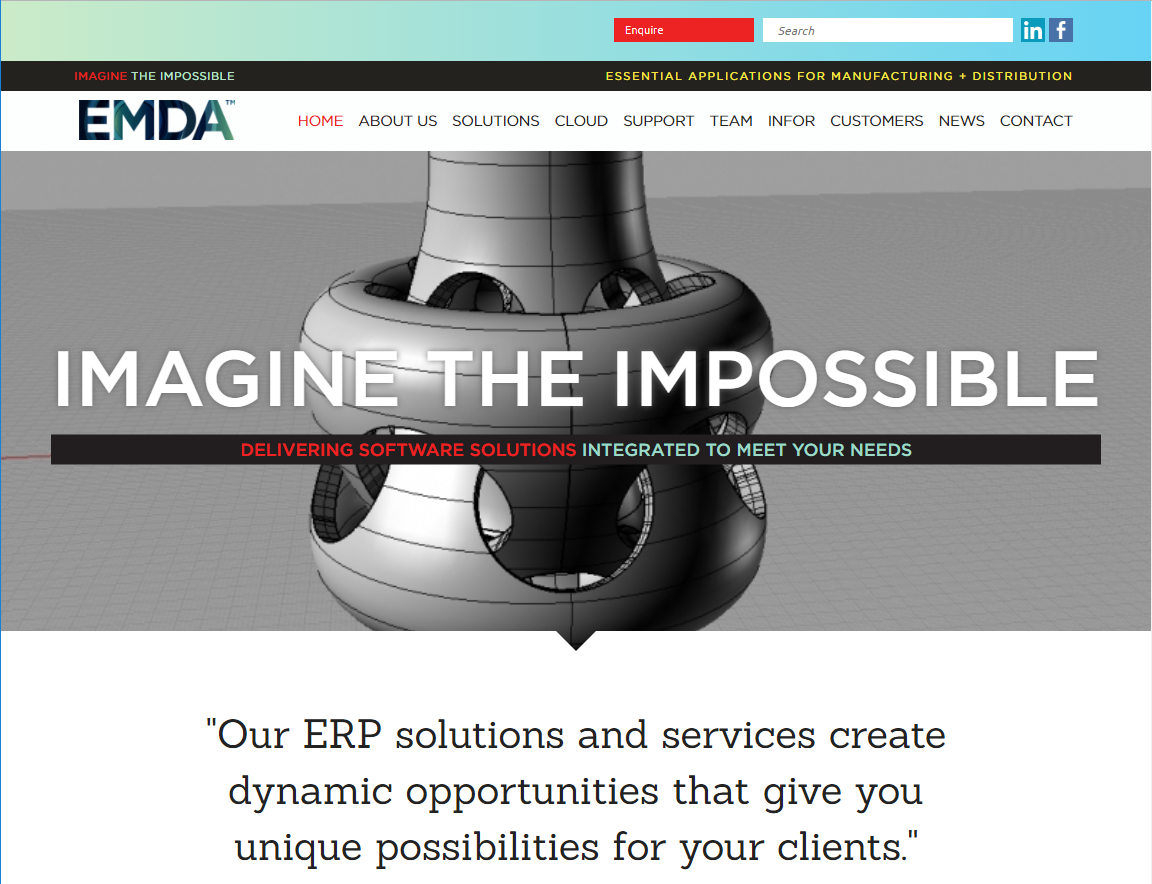 Enquire
Search
in f
IMAGINE THE IMPOSSIBLE
ESSENTIAL APPLICATIONS FOR MANUFACTURING + DISTRIBUTION
EMDA™
HOME ABOUT US SOLUTIONS CLOUD SUPPORT TEAM INFOR CUSTOMERS NEWS CONTACT
IMAGINE THE IMPOSSIBLE
DELIVERING SOFTWARE SOLUTIONS INTEGRATED TO MEET YOUR NEEDS
"Our ERP solutions and services create
dynamic opportunities that give you
unique possibilities for your clients."